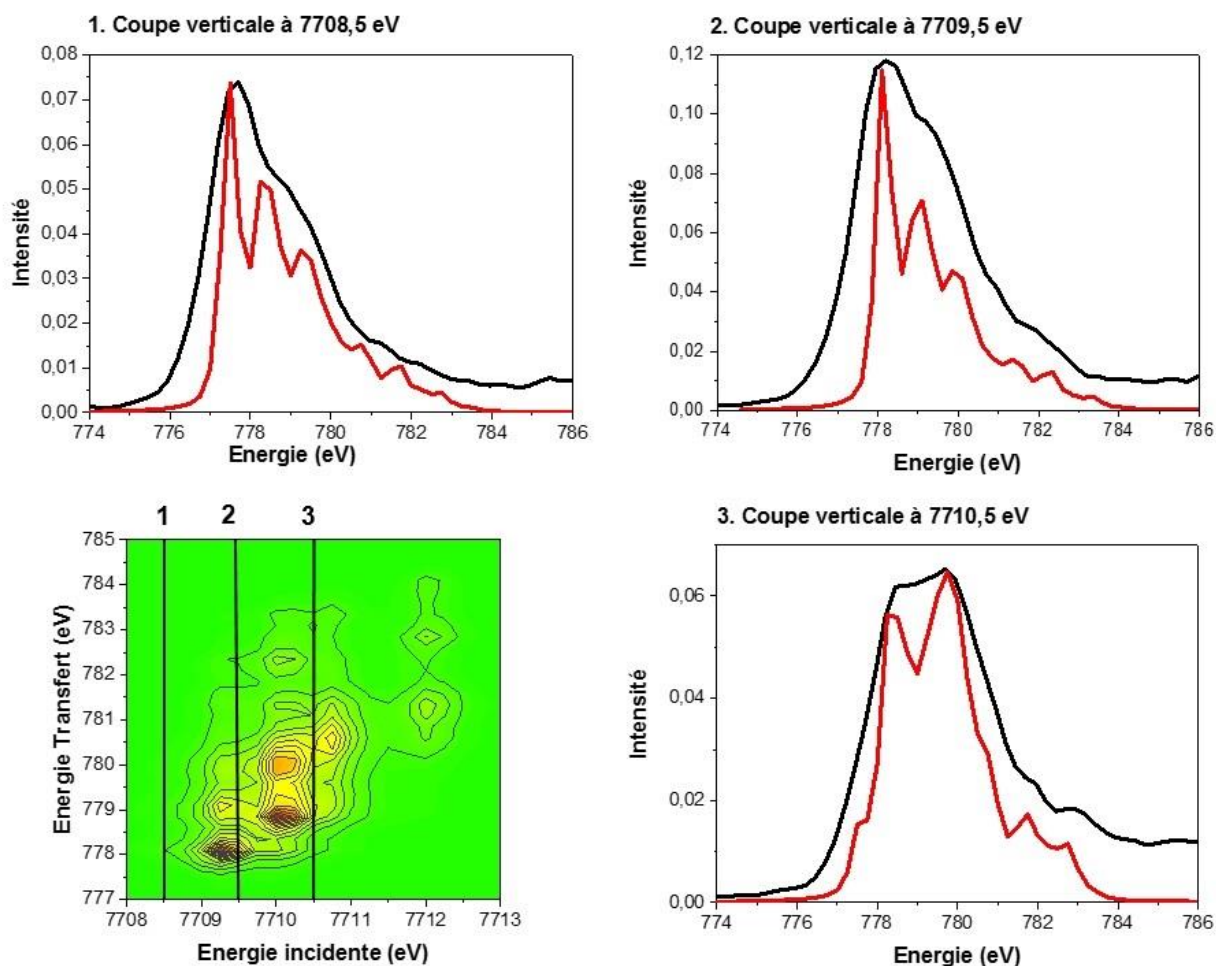 1. Coupe verticale à 7708,5 eV
0,08
0,07
0,06
0,05
0,04
0,03
0,02
0,01
0,00
Intensité
774 776 778 780 782 784 786
Energie (eV)
2. Coupe verticale à 7709,5 eV
0,12
0,10
0,08
0,06
0,04
0,02
0,00
Intensité
774 776 778 780 782 784 786
Energie (eV)
1 2 3
785
784
783
782
781
780
779
778
777
Energie Transfert (eV)
7708 7709 7710 7711 7712 7713
Energie incidente (eV)
3. Coupe verticale à 7710,5 eV
0,06
0,04
0,02
0,00
Intensité
774 776 778 780 782 784 786
Energie (eV)